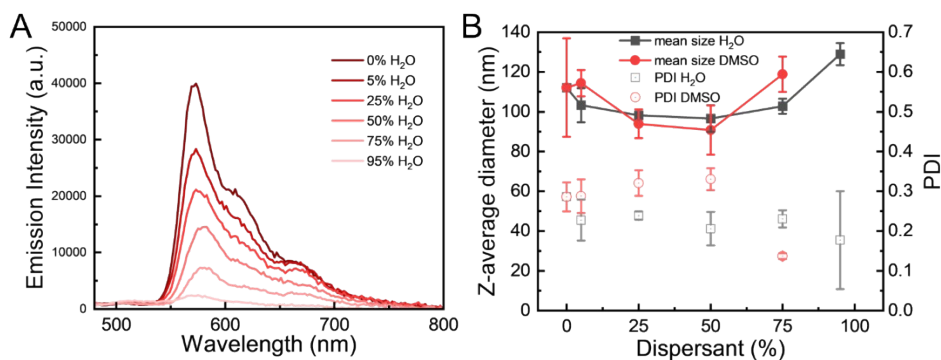 A
Emission Intensity (a.u.)
50000
40000
30000
20000
10000
0
0% H₂O
5% H₂O
25% H₂O
50% H₂O
75% H₂O
95% H₂O
500 600 700 800
Wavelength (nm)
B
Z-average diameter (nm)
140
120
100
80
60
40
20
0
mean size H₂O
mean size DMSO
PDI H₂O
PDI DMSO
0.7
0.6
0.5
0.4
0.3
0.2
0.1
0.0
PDI
0 25 50 75 100
Dispersant (%)